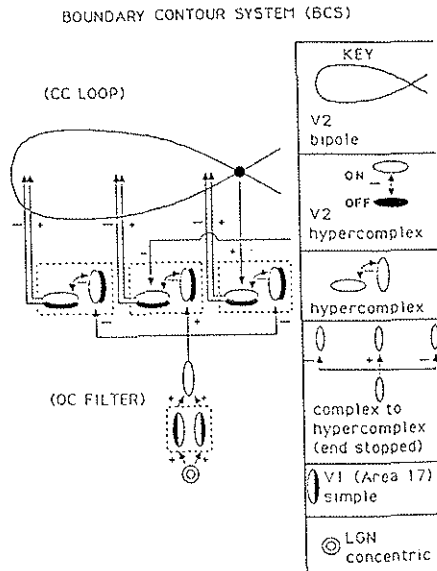 BOUNDARY CONTOUR SYSTEM (BCS)
(CC LOOP)
(OC FILTER)
KEY
V2
bipole
ON
OFF
V2
hypercomplex
hypercomplex
complex to
hypercomplex
(end stopped)
V1 (Area 17)
simple
LGN
concentric